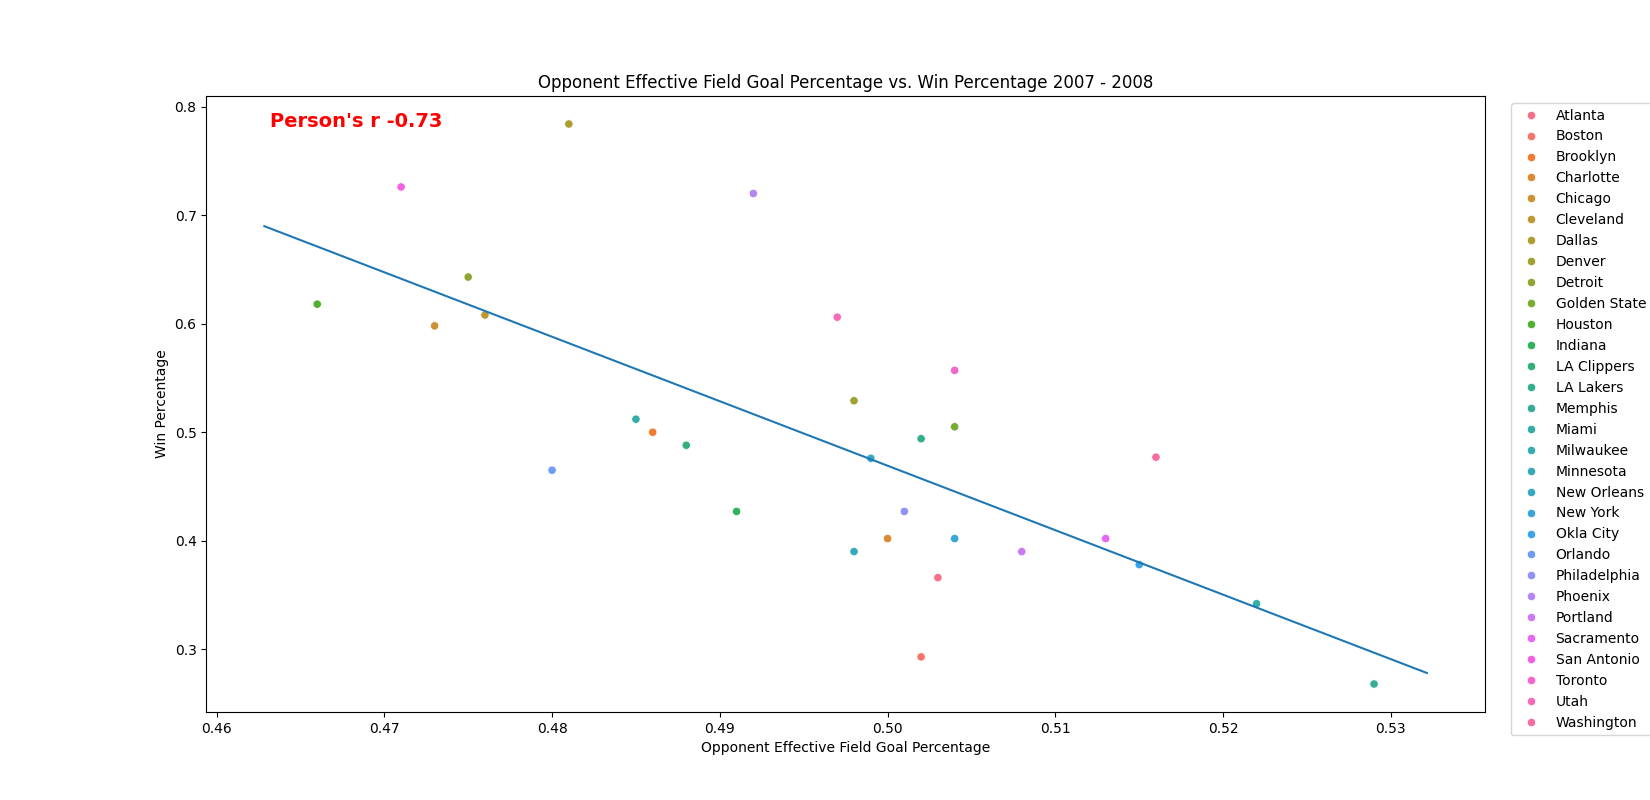 Opponent Effective Field Goal Percentage vs. Win Percentage 2007 - 2008
Person's r -0.73
0.8
0.7
0.6
0.5
0.4
0.3
Win Percentage
0.46 0.47 0.48 0.49 0.50 0.51 0.52 0.53
Opponent Effective Field Goal Percentage
Atlanta
Boston
Brooklyn
Charlotte
Chicago
Cleveland
Dallas
Denver
Detroit
Golden State
Houston
Indiana
LA Clippers
LA Lakers
Memphis
Miami
Milwaukee
Minnesota
New Orleans
New York
Okla City
Orlando
Philadelphia
Phoenix
Portland
Sacramento
San Antonio
Toronto
Utah
Washington